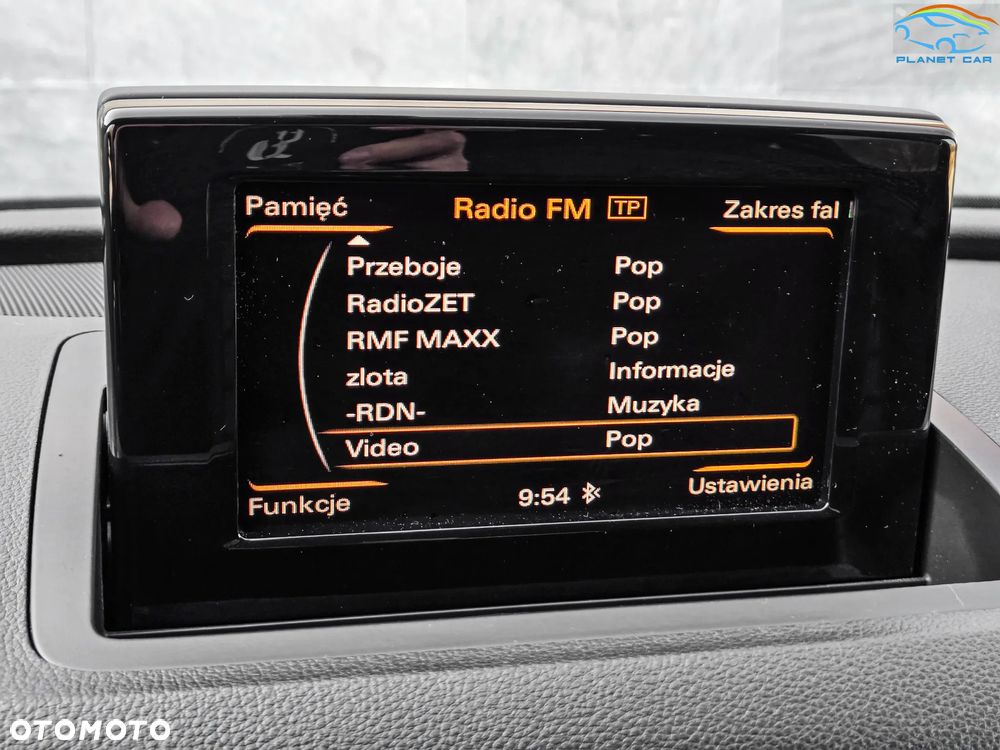 PLANET CAR
Pamięć Radio FM TP Zakres fal
Przeboje Pop
RadioZET Pop
RMF MAXX Pop
zlota Informacje
-RDN- Muzyka
Video Pop
Funkcje 9:54 Ustawienia
OTOMOTO